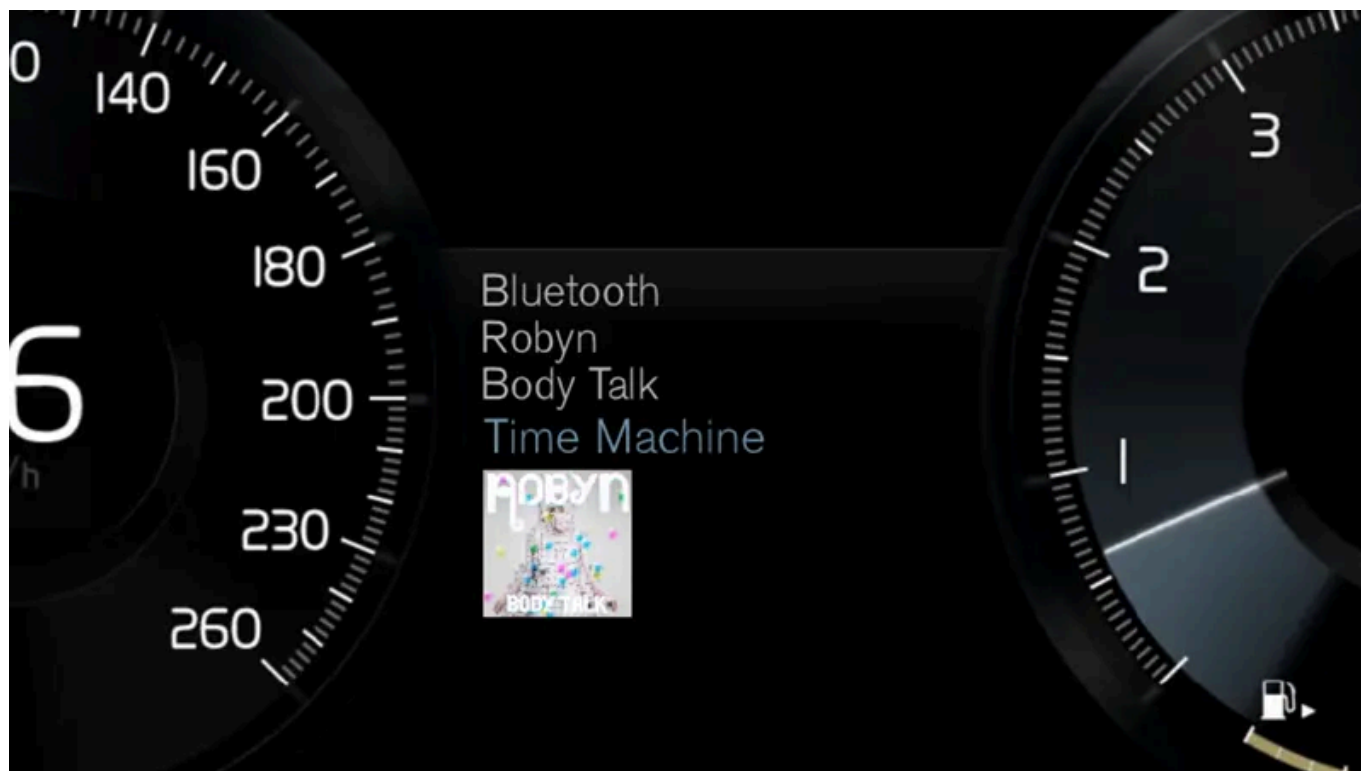 0
140
160
180
200
230
260
6
/h
Bluetooth
Robyn
Body Talk
Time Machine
ROBYN
BODY TALK
3
2
1